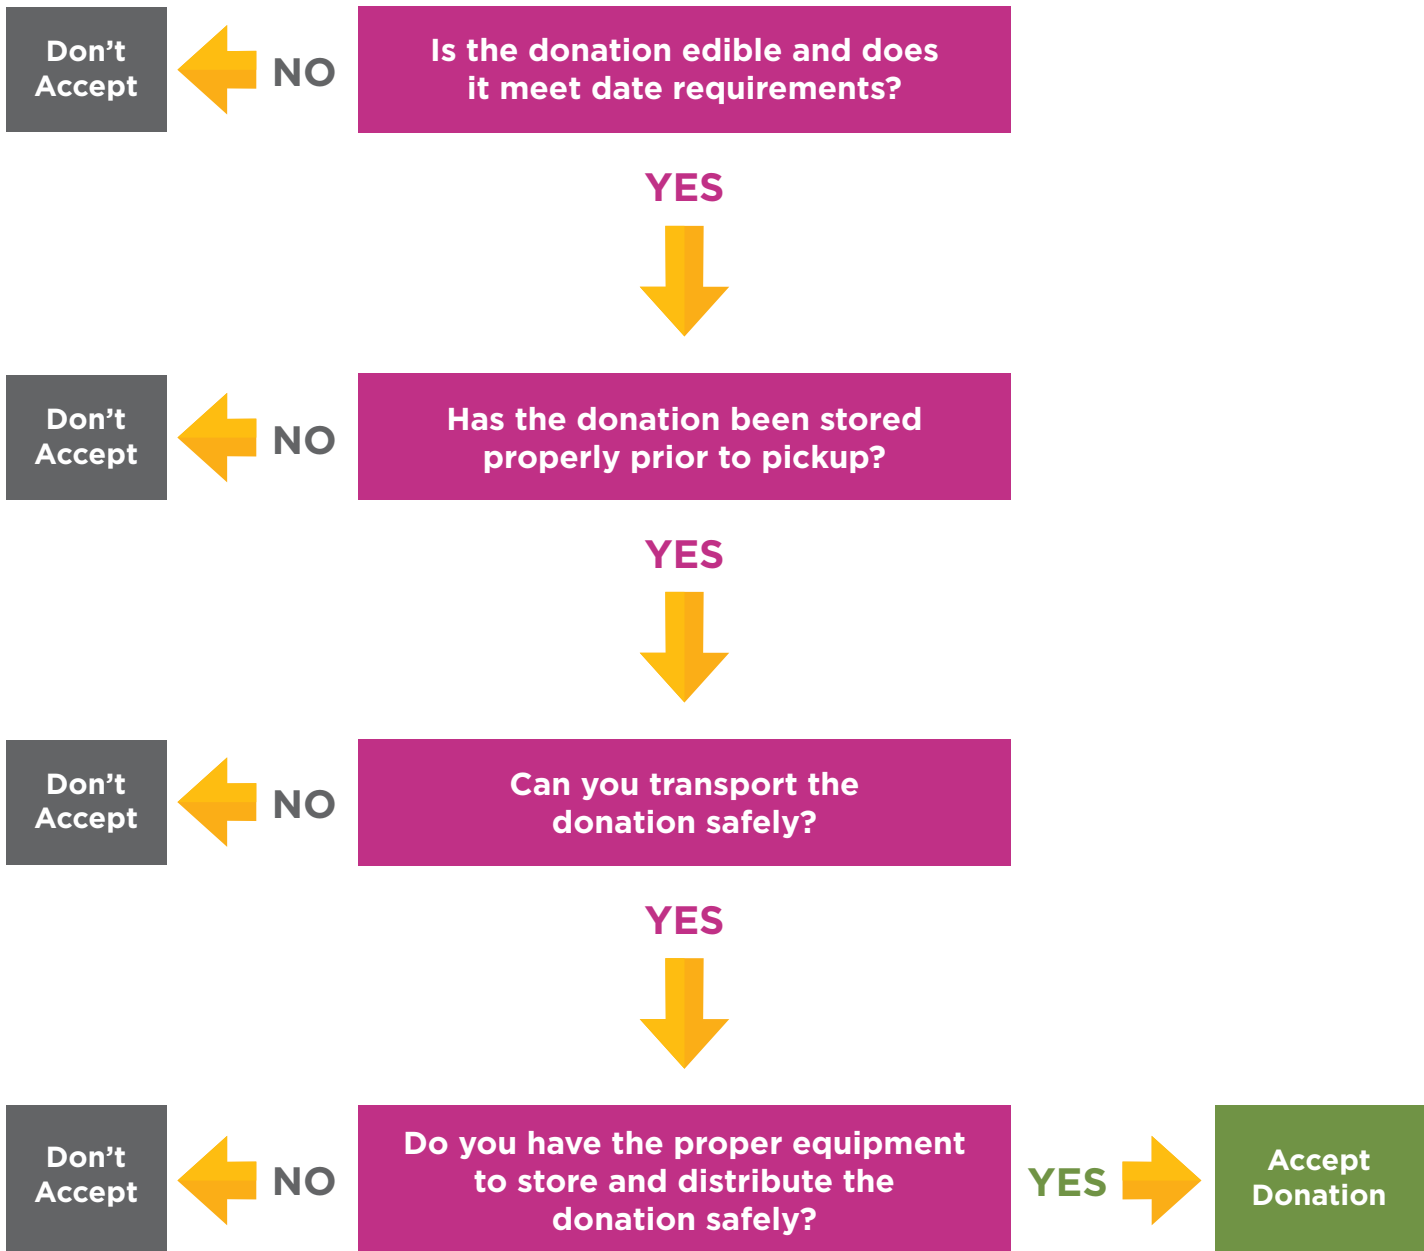 Don't
Accept
NO
Is the donation edible and does
it meet date requirements?
YES
Don't
Accept
NO
Has the donation been stored
properly prior to pickup?
YES
Don't
Accept
NO
Can you transport the
donation safely?
YES
Don't
Accept
NO
Do you have the proper equipment
to store and distribute the
donation safely?
YES
Accept
Donation